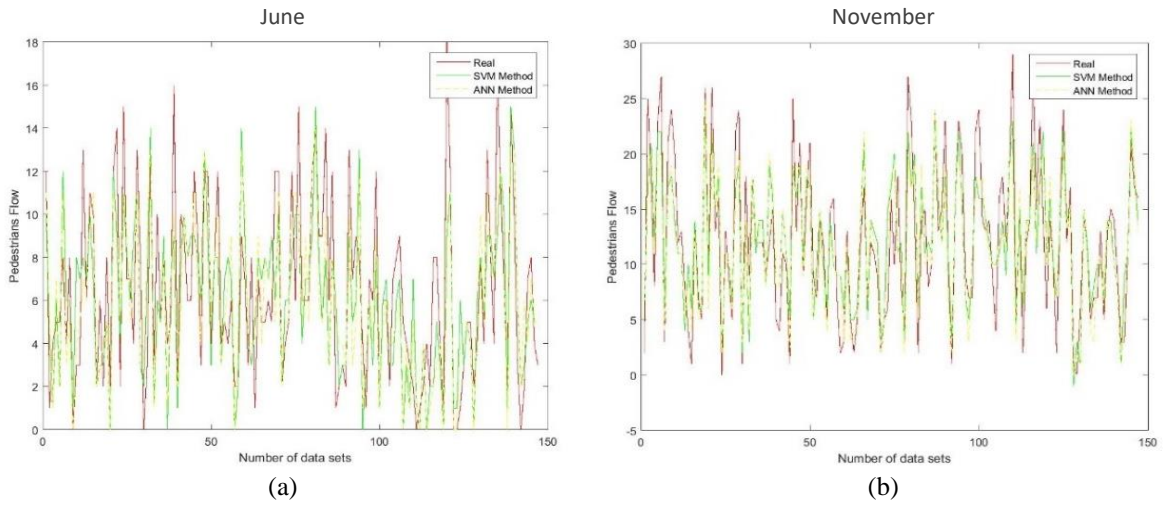 June
18
16
14
12
10
8
6
4
2
0
Pedestrians Flow
0
50
100
150
Number of data sets
Real
SVM Method
ANN Method
(a)
November
30
25
20
15
10
5
0
-5
Pedestrians Flow
0
50
100
150
Number of data sets
Real
SVM Method
ANN Method
(b)